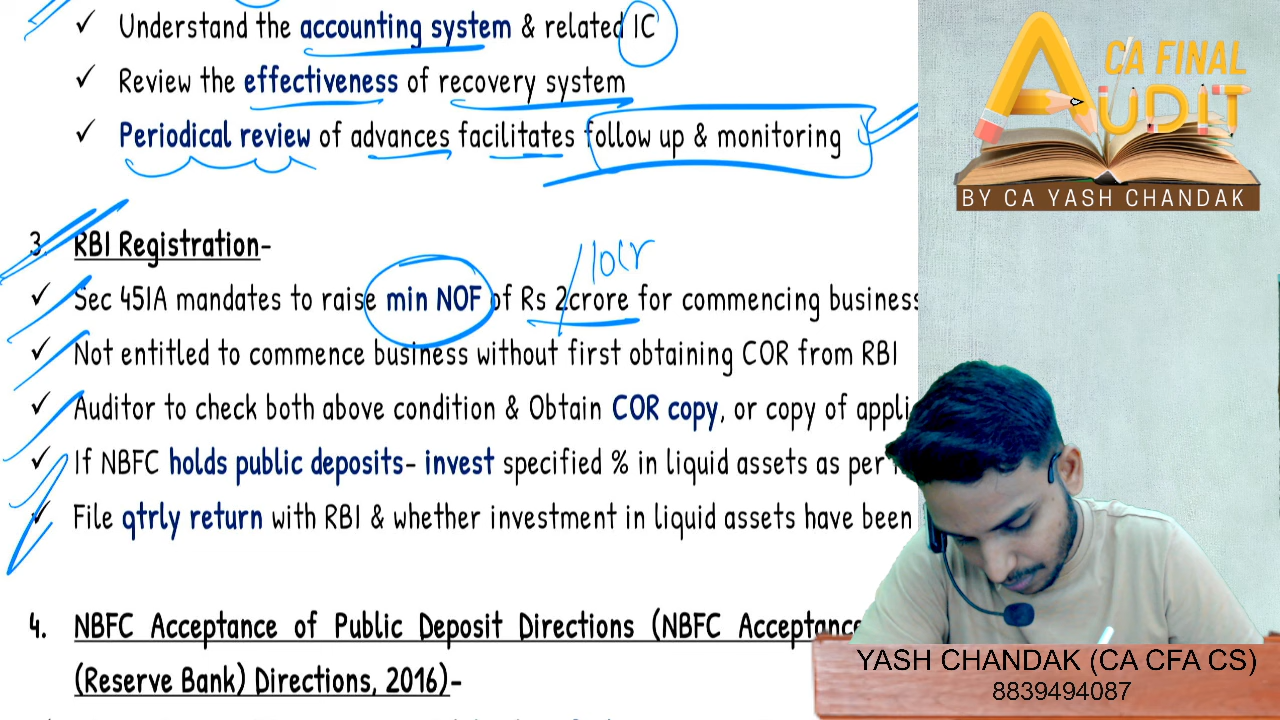 ✓ Understand the accounting system & related IC
✓ Review the effectiveness of recovery system
✓ Periodical review of advances facilitates follow up & monitoring
3. RBI Registration-
10cr
✓ Sec 45IA mandates to raise min NOF of Rs 2crore for commencing business
✓ Not entitled to commence business without first obtaining COR from RBI
✓ Auditor to check both above condition & Obtain COR copy, or copy of appli
✓ If NBFC holds public deposits- invest specified % in liquid assets as per
✓ File qtrly return with RBI & whether investment in liquid assets have been
4. NBFC Acceptance of Public Deposit Directions (NBFC Acceptance
(Reserve Bank) Directions, 2016)-
CA FINAL
AUDIT
BY CA YASH CHANDAK
YASH CHANDAK (CA CFA CS)
8839494087